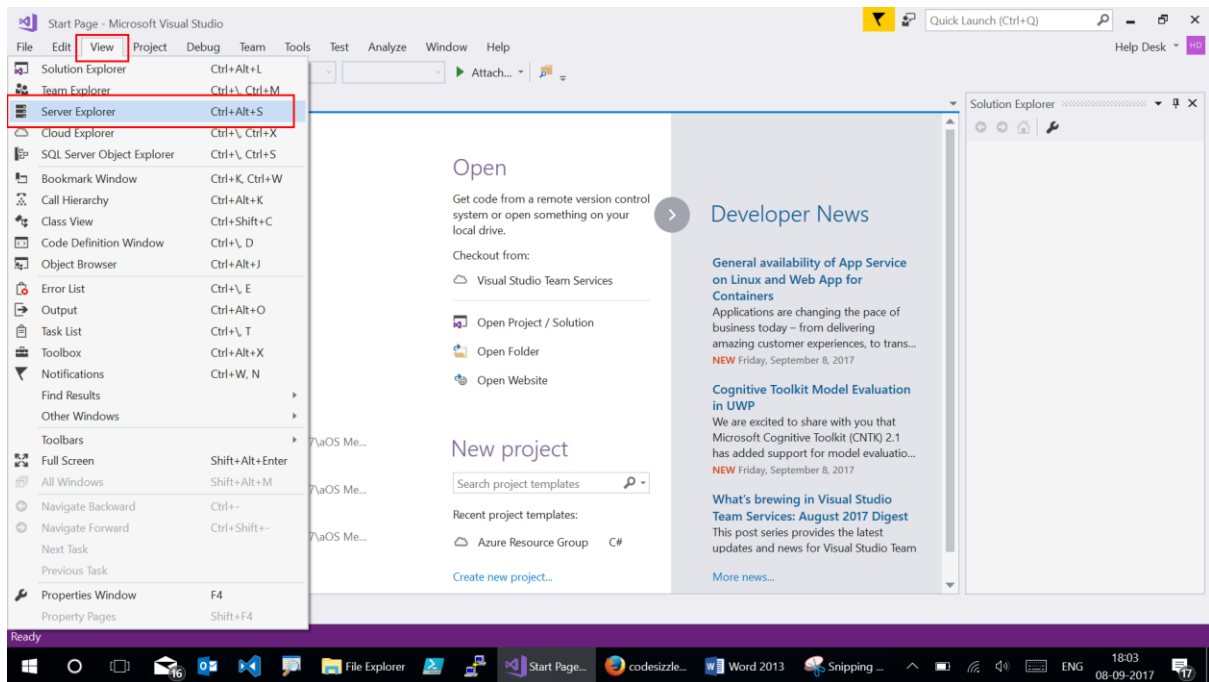 Start Page - Microsoft Visual Studio
Quick Launch (Ctrl+Q)
File Edit View Project Debug Team Tools Test Analyze Window Help
Help Desk HD
Attach...
Solution Explorer Ctrl+Alt+L
Team Explorer Ctrl+\, Ctrl+M
Server Explorer Ctrl+Alt+S
Cloud Explorer Ctrl+\, Ctrl+X
SQL Server Object Explorer Ctrl+\, Ctrl+S
Bookmark Window Ctrl+K, Ctrl+W
Call Hierarchy Ctrl+Alt+K
Class View Ctrl+Shift+C
Code Definition Window Ctrl+\, D
Object Browser Ctrl+Alt+J
Error List Ctrl+\, E
Output Ctrl+Alt+O
Task List Ctrl+\, T
Toolbox Ctrl+Alt+X
Notifications Ctrl+W, N
Find Results
Other Windows
Toolbars
Full Screen Shift+Alt+Enter
All Windows Shift+Alt+M
Navigate Backward Ctrl+-
Navigate Forward Ctrl+Shift+-
Next Task
Previous Task
Properties Window F4
Property Pages Shift+F4
7\aOS Me...
7\aOS Me...
7\aOS Me...
Open
Get code from a remote version control
system or open something on your
local drive.
Checkout from:
Visual Studio Team Services
Open Project / Solution
Open Folder
Open Website
New project
Search project templates
Recent project templates:
Azure Resource Group C#
Create new project...
Developer News
General availability of App Service
on Linux and Web App for
Containers
Applications are changing the pace of
business today – from delivering
amazing customer experiences, to trans...
NEW Friday, September 8, 2017
Cognitive Toolkit Model Evaluation
in UWP
We are excited to share with you that
Microsoft Cognitive Toolkit (CNTK) 2.1
has added support for model evaluatio...
NEW Friday, September 8, 2017
What's brewing in Visual Studio
Team Services: August 2017 Digest
This post series provides the latest
updates and news for Visual Studio Team
More news...
Solution Explorer
Ready
16
File Explorer
Start Page...
codesizzle...
Word 2013
Snipping ...
ENG
18:03
08-09-2017
17